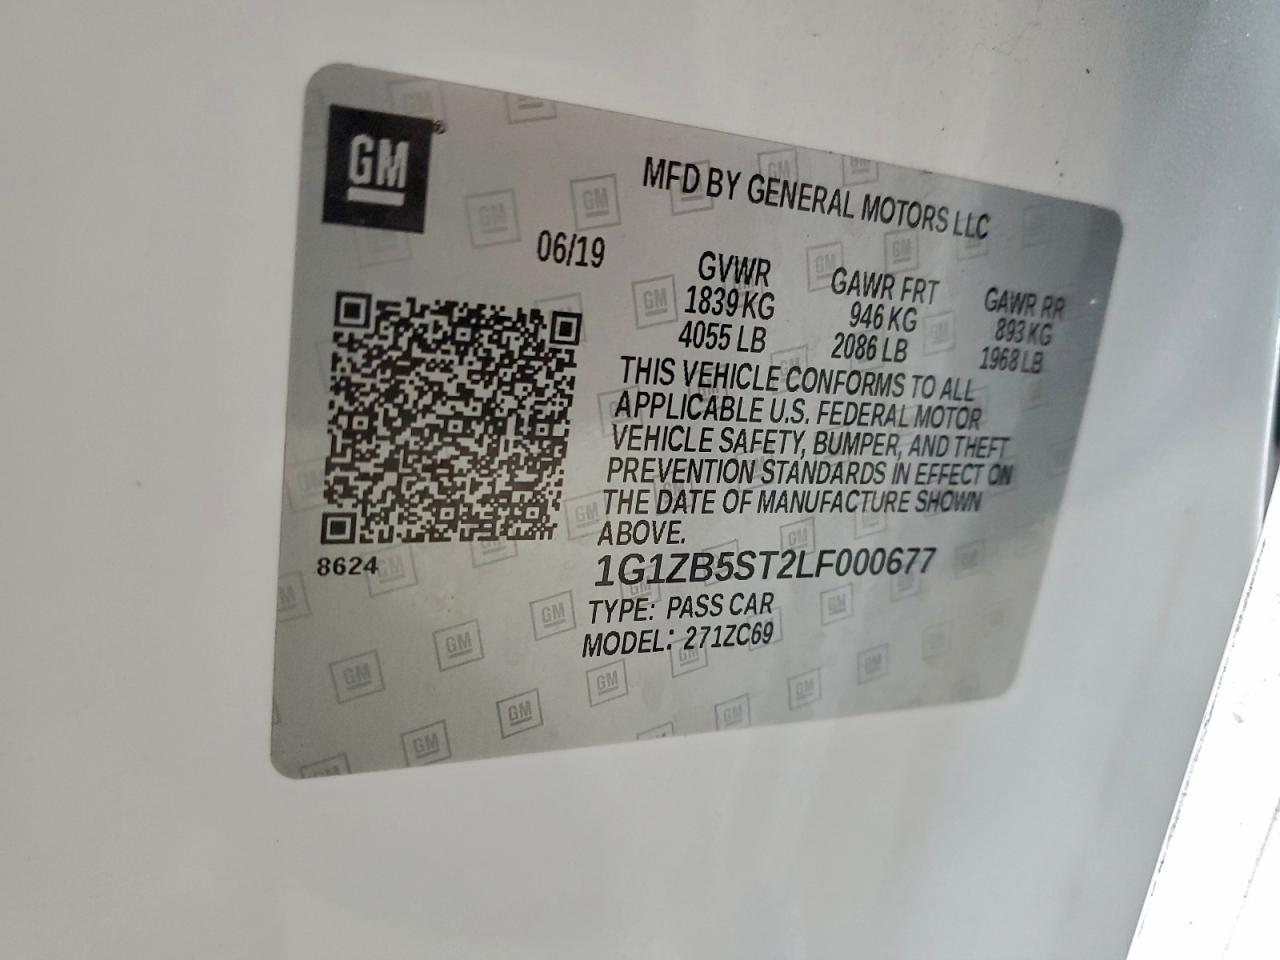 GM®
MFD BY GENERAL MOTORS LLC
06/19
GVWR GAWR FRT GAWR RR
1839 KG 946 KG 893 KG
4055 LB 2086 LB 1968 LB
THIS VEHICLE CONFORMS TO ALL
APPLICABLE U.S. FEDERAL MOTOR
VEHICLE SAFETY, BUMPER, AND THEFT
PREVENTION STANDARDS IN EFFECT ON
THE DATE OF MANUFACTURE SHOWN
ABOVE.
8624
1G1ZB5ST2LF000677
TYPE: PASS CAR
MODEL: 271ZC69